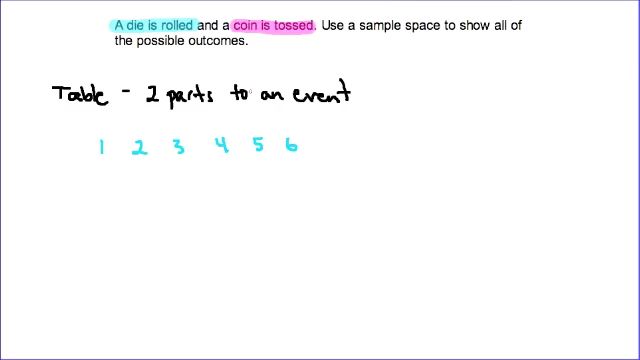 A die is rolled and a coin is tossed. Use a sample space to show all of
the possible outcomes.
Table - 2 parts to an event
1 2 3 4 5 6